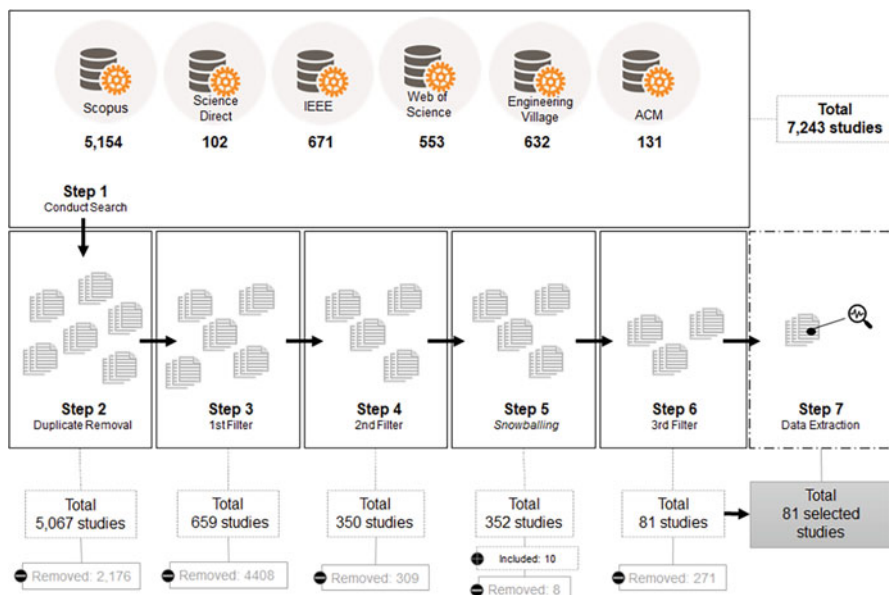 Scopus
5,154
Science
Direct
102
IEEE
671
Web of
Science
553
Engineering
Village
632
ACM
131
Total
7,243 studies
Step 1
Conduct Search
Step 2
Duplicate Removal
Step 3
1st Filter
Step 4
2nd Filter
Step 5
Snowballing
Step 6
3rd Filter
Step 7
Data Extraction
Total
5,067 studies
Removed: 2,176
Total
659 studies
Removed: 4408
Total
350 studies
Removed: 309
Total
352 studies
Included: 10
Removed: 8
Total
81 studies
Removed: 271
Total
81 selected
studies